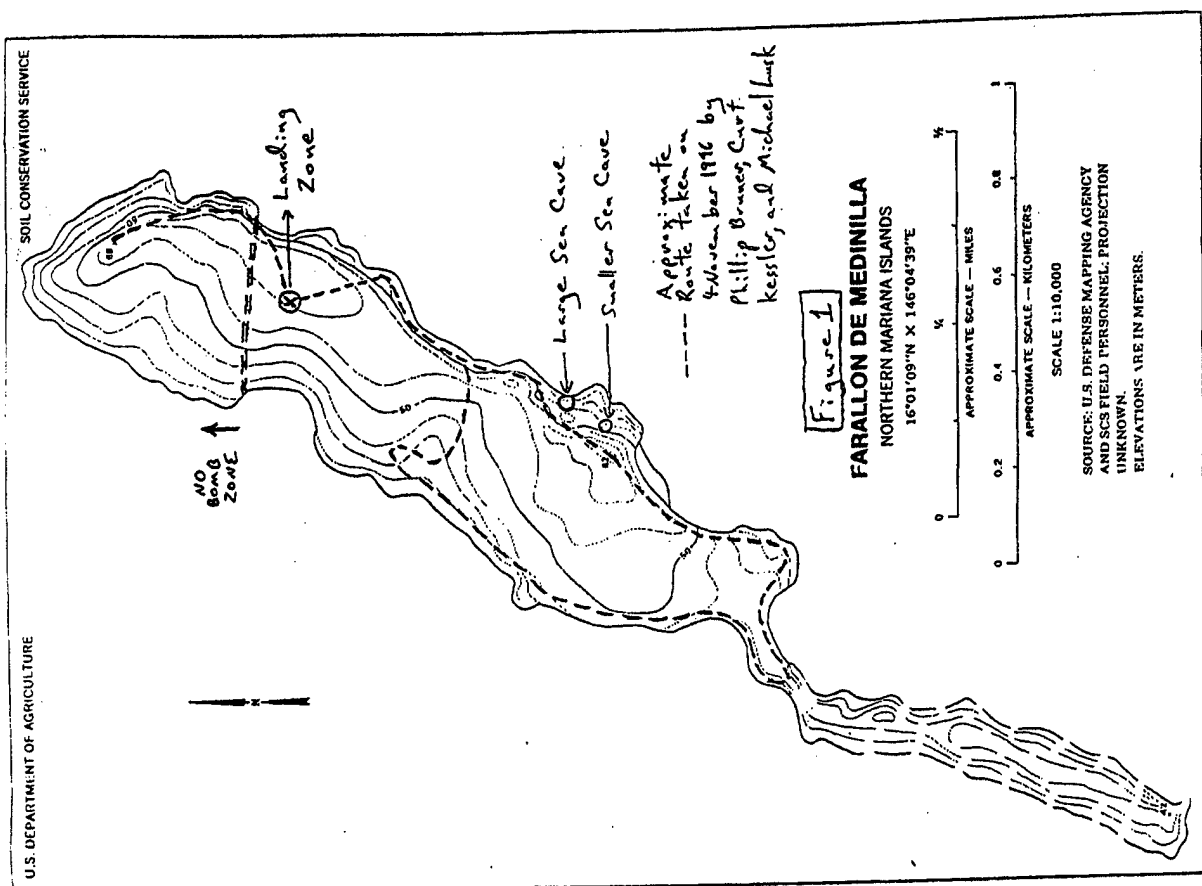 U.S. DEPARTMENT OF AGRICULTURE
SOIL CONSERVATION SERVICE
NO
BOMB
ZONE
Landing
Zone
Large Sea Cave
Smaller Sea Cave
Approximate
Route taken on
4 November 1996 by
Phillip Bruner, Curt
Kessler, and Michael Lusk
N
50
50
50
Figure 1
FARALLON DE MEDINILLA
NORTHERN MARIANA ISLANDS
16°01'09"N X 146°04'39"E
0 ¼ ½
APPROXIMATE SCALE — MILES
APPROXIMATE SCALE — KILOMETERS
0 0.2 0.4 0.6 0.8 1
SCALE 1:10,000
SOURCE: U.S. DEFENSE MAPPING AGENCY
AND SCS FIELD PERSONNEL; PROJECTION
UNKNOWN.
ELEVATIONS ARE IN METERS.